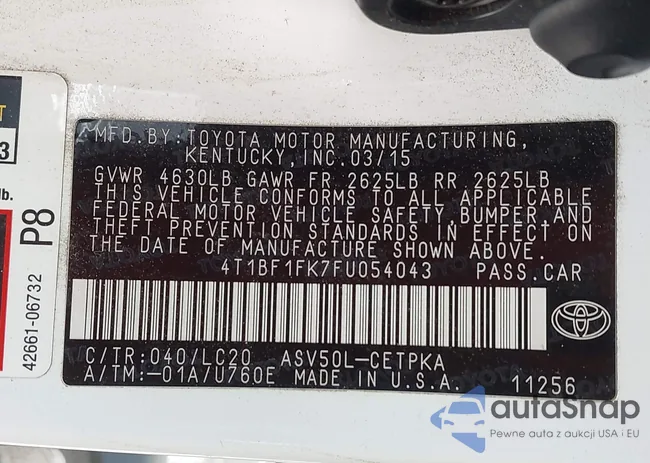 T
3
lb.
P8
42661-06732
MFD. BY: TOYOTA MOTOR MANUFACTURING,
KENTUCKY, INC. 03/15
GVWR 4630LB GAWR FR 2625LB RR 2625LB
THIS VEHICLE CONFORMS TO ALL APPLICABLE
FEDERAL MOTOR VEHICLE SAFETY, BUMPER, AND
THEFT PREVENTION STANDARDS IN EFFECT ON
THE DATE OF MANUFACTURE SHOWN ABOVE.
4T1BF1FK7FU054043 PASS. CAR
C/TR: 040/LC20 ASV50L-CETPKA
A/TM: -01A/U760E MADE IN U.S.A. 11256
autoSnap
Pewne auta z aukcji USA i EU